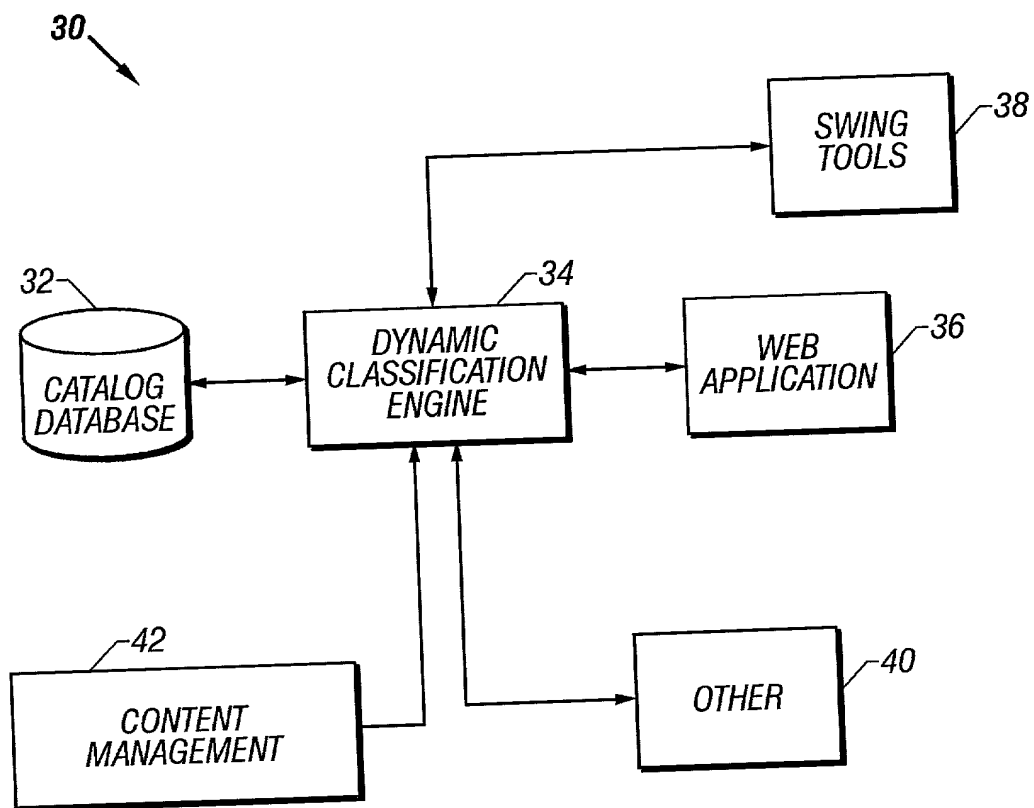 30
SWING
TOOLS
38
32
34
CATALOG
DATABASE
DYNAMIC
CLASSIFICATION
ENGINE
WEB
APPLICATION
36
42
CONTENT
MANAGEMENT
OTHER
40